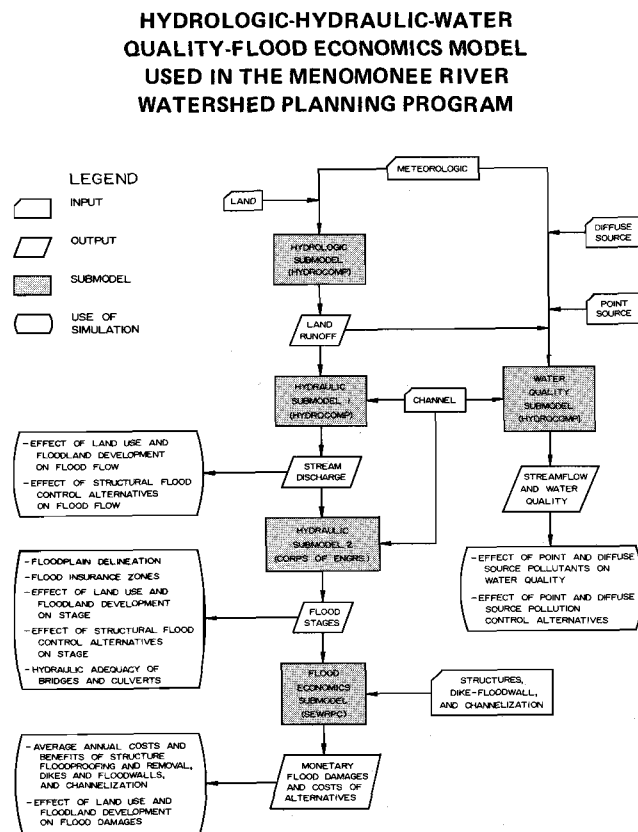 HYDROLOGIC-HYDRAULIC-WATER
QUALITY-FLOOD ECONOMICS MODEL
USED IN THE MENOMONEE RIVER
WATERSHED PLANNING PROGRAM
LEGEND
INPUT
OUTPUT
SUBMODEL
USE OF
SIMULATION
METEOROLOGIC
LAND
DIFFUSE
SOURCE
HYDROLOGIC
SUBMODEL
(HYDROCOMP)
POINT
SOURCE
LAND
RUNOFF
HYDRAULIC
SUBMODEL 1
(HYDROCOMP)
CHANNEL
WATER
QUALITY
SUBMODEL
(HYDROCOMP)
-EFFECT OF LAND USE AND
FLOODLAND DEVELOPMENT
ON FLOOD FLOW
-EFFECT OF STRUCTURAL FLOOD
CONTROL ALTERNATIVES
ON FLOOD FLOW
STREAM
DISCHARGE
STREAMFLOW
AND WATER
QUALITY
HYDRAULIC
SUBMODEL 2
(CORPS OF ENGRS.)
-FLOODPLAIN DELINEATION
-FLOOD INSURANCE ZONES
-EFFECT OF LAND USE AND
FLOODLAND DEVELOPMENT
ON STAGE
-EFFECT OF STRUCTURAL FLOOD
CONTROL ALTERNATIVES
ON STAGE
-HYDRAULIC ADEQUACY OF
BRIDGES AND CULVERTS
FLOOD
STAGES
-EFFECT OF POINT AND DIFFUSE
SOURCE POLLUTANTS ON
WATER QUALITY
-EFFECT OF POINT AND DIFFUSE
SOURCE POLLUTION
CONTROL ALTERNATIVES
FLOOD
ECONOMICS
SUBMODEL
(SEWRPC)
STRUCTURES,
DIKE-FLOODWALL,
AND CHANNELIZATION
-AVERAGE ANNUAL COSTS AND
BENEFITS OF STRUCTURE
FLOODPROOFING AND REMOVAL,
DIKES AND FLOODWALLS,
AND CHANNELIZATION
-EFFECT OF LAND USE AND
FLOODLAND DEVELOPMENT
ON FLOOD DAMAGES
MONETARY
FLOOD DAMAGES
AND COSTS OF
ALTERNATIVES